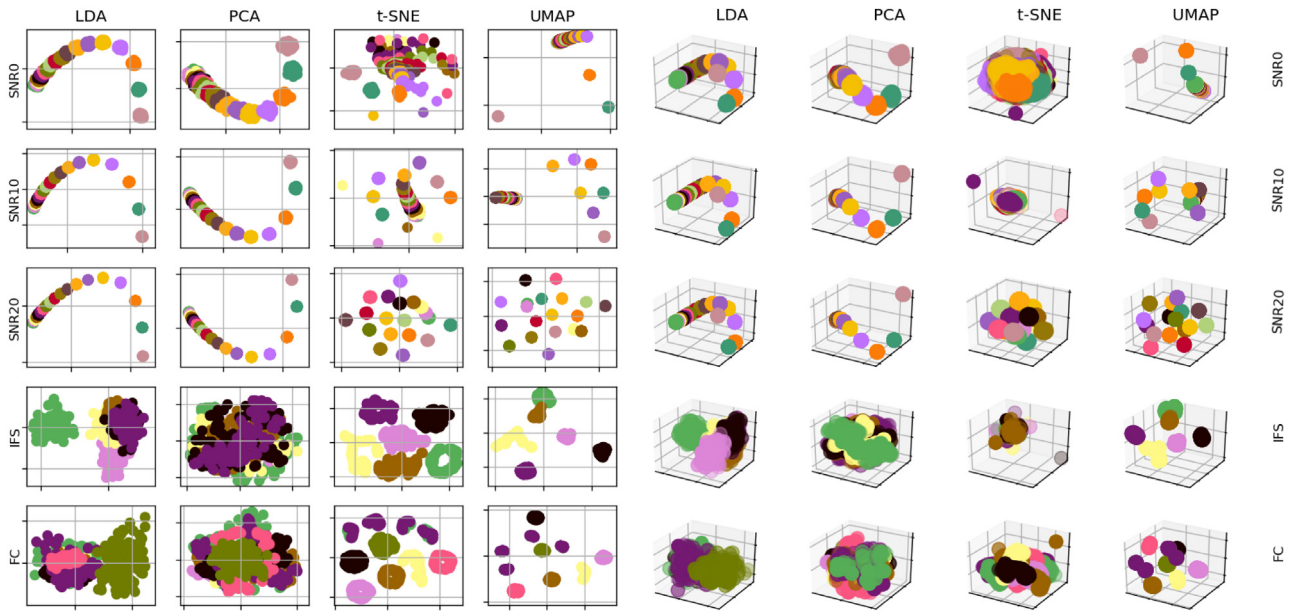 LDA PCA t-SNE UMAP LDA PCA t-SNE UMAP
SNR0 SNR0
SNR10 SNR10
SNR20 SNR20
IFS IFS
FC FC